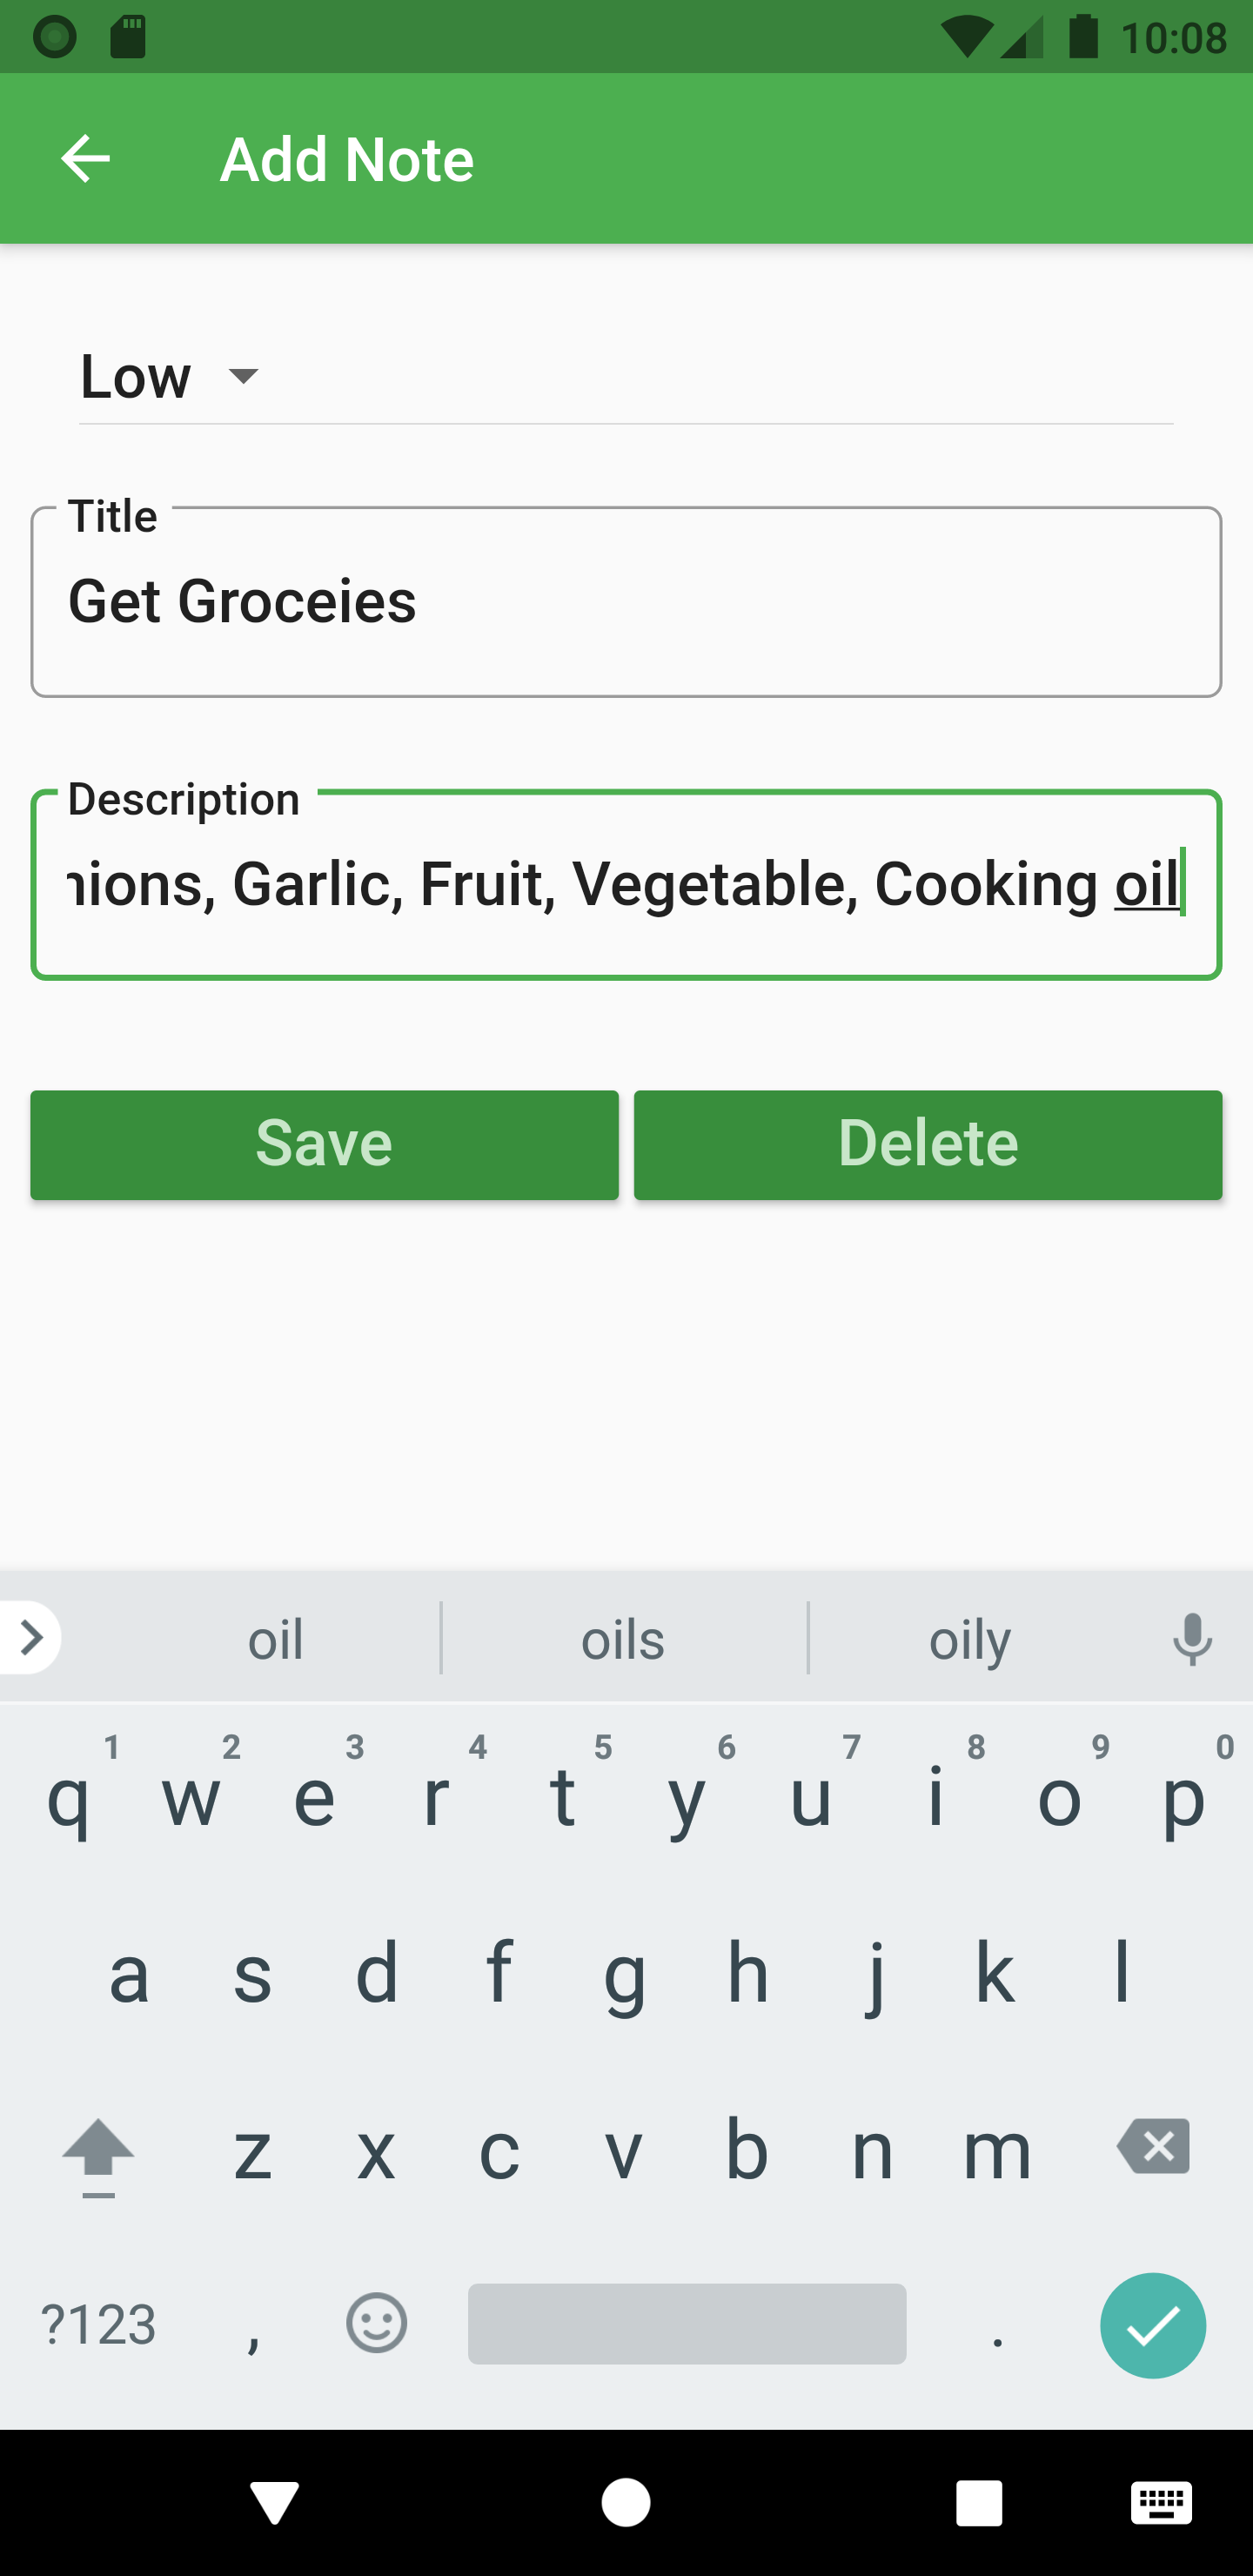 10:08
Add Note
Low
Title
Get Groceies
Description
nions, Garlic, Fruit, Vegetable, Cooking oil
Save Delete
oil oils oily
1 2 3 4 5 6 7 8 9 0
q w e r t y u i o p
a s d f g h j k l
z x c v b n m
?123 , .